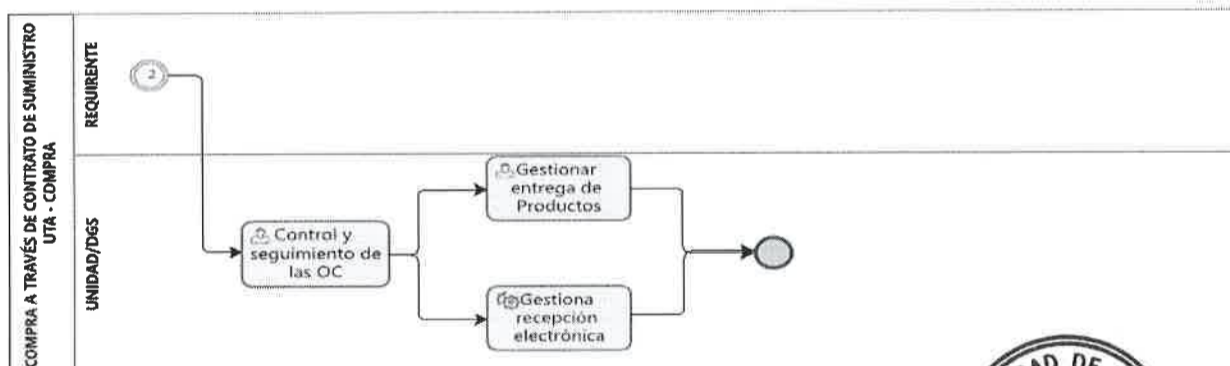 COMPRA A TRAVÉS DE CONTRATO DE SUMINISTRO
UTA - COMPRA
REQUIRENTE
2
UNIDAD/DGS
Control y
seguimiento de
las OC
Gestionar
entrega de
Productos
Gestiona
recepción
electrónica
AD DE